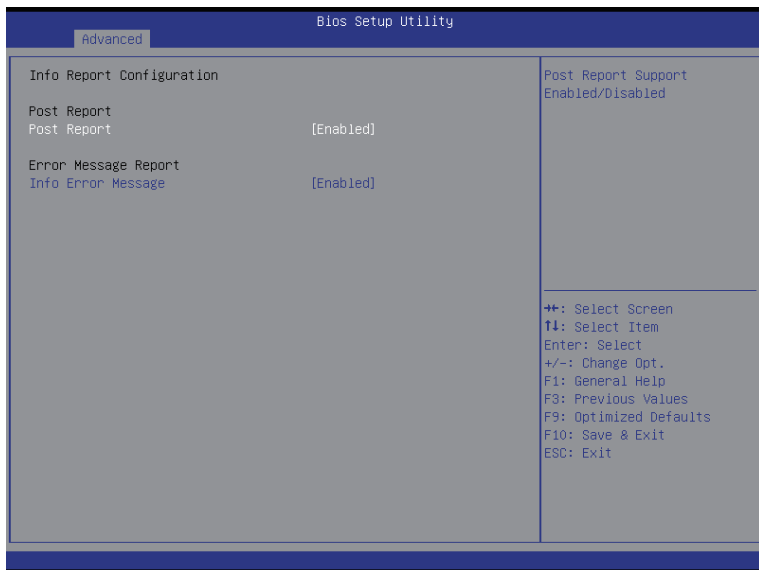 Bios Setup Utility
Advanced
Info Report Configuration
Post Report
Post Report [Enabled]
Error Message Report
Info Error Message [Enabled]
Post Report Support
Enabled/Disabled
→←: Select Screen
↑↓: Select Item
Enter: Select
+/-: Change Opt.
F1: General Help
F3: Previous Values
F9: Optimized Defaults
F10: Save & Exit
ESC: Exit